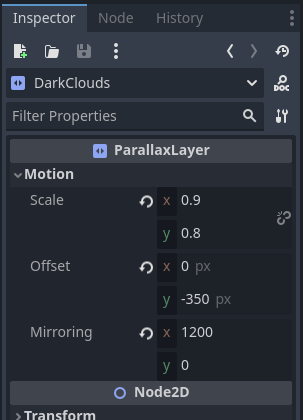 Inspector Node History
DarkClouds
DOC
Filter Properties
ParallaxLayer
Motion
Scale x 0.9
y 0.8
Offset x 0 px
y -350 px
Mirroring x 1200
y 0
Node2D
Transform